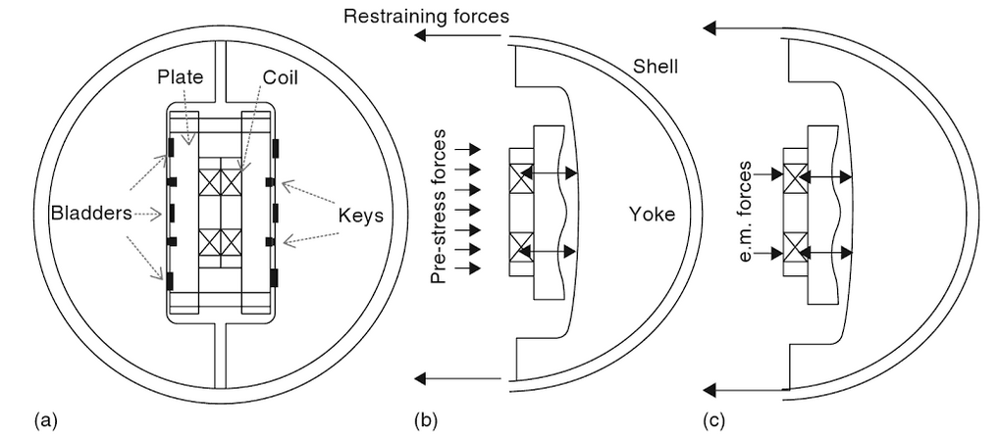 Restraining forces
Plate
Coil
Shell
Bladders
Keys
Pre-stress forces
Yoke
e.m. forces
(a)
(b)
(c)